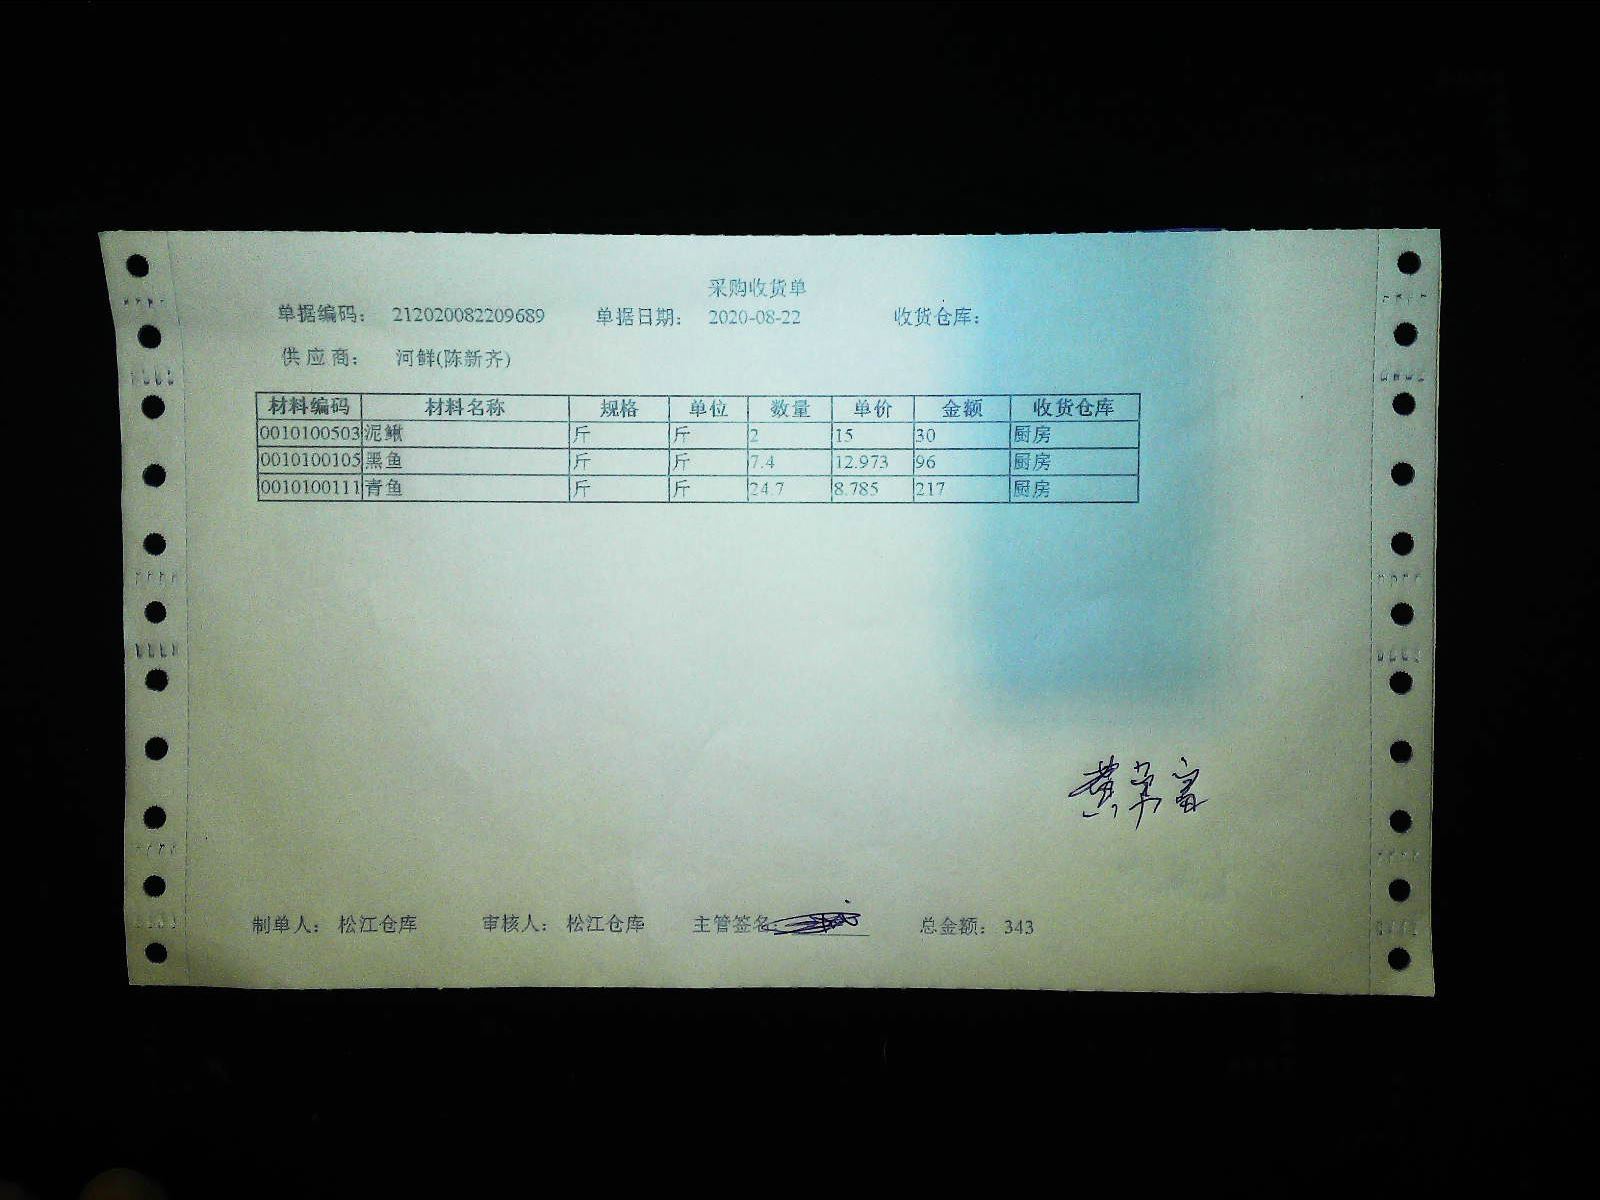 采购收货单
单据编码： 212020082209689 单据日期： 2020-08-22 收货仓库：
供 应 商： 河鲜(陈新齐)
材料编码 材料名称 规格 单位 数量 单价 金额 收货仓库
0010100503 泥鳅 斤 斤 2 15 30 厨房
0010100105 黑鱼 斤 斤 7.4 12.973 96 厨房
0010100111 青鱼 斤 斤 24.7 8.785 217 厨房
制单人： 松江仓库 审核人： 松江仓库 主管签名： 总金额： 343